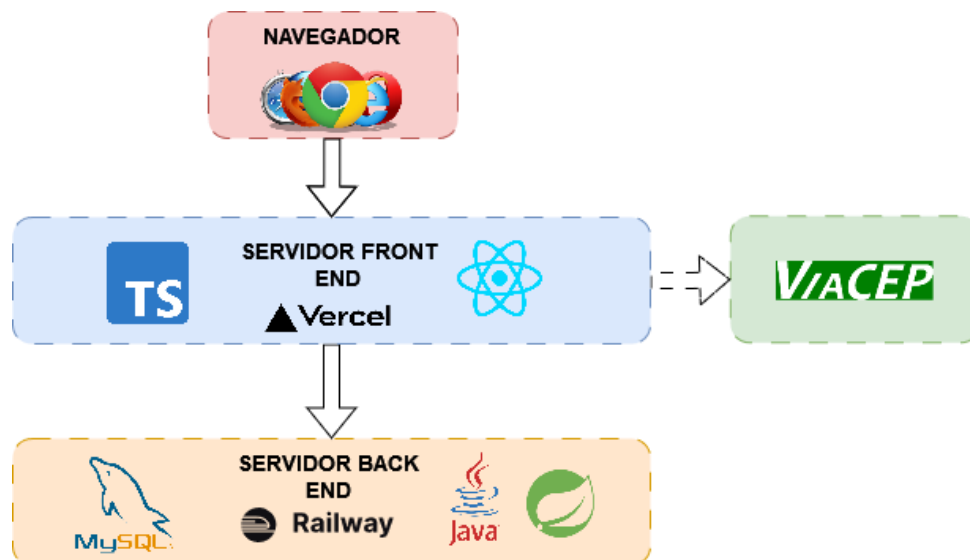 NAVEGADOR
SERVIDOR FRONT
END
TS
Vercel
VIACEP
SERVIDOR BACK
END
MySQL
Railway
Java